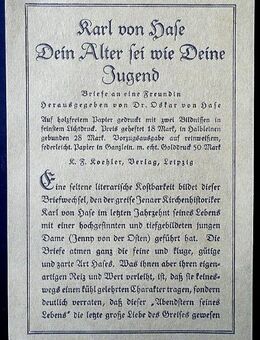 Karl von Hase
Dein Alter sei wie Deine
Jugend
Briefe an eine Freundin
Herausgegeben von Dr. Oskar von Hase
Auf holzfreiem Papier gedruckt mit zwei Bildnissen in
feinstem Lichtdruck. Preis geheftet 18 Mark, in Halbleinen
gebunden 28 Mark. Vorzugsausgabe auf reinweißem,
federleicht. Papier in Ganzlein. m. echt. Golddruck 50 Mark
K. F. Koehler, Verlag, Leipzig
Eine seltene literarische Kostbarkeit bildet dieser
Briefwechsel, den der greise Jenaer Kirchenhistoriker
Karl von Hase im letzten Jahrzehnt seines Lebens
mit einer hochgesinnten und tiefgebildeten jungen
Dame (Jenny von der Osten) geführt hat. Die
Briefe atmen ganz die feine und kluge, gütige
und zarte Art Hases. Was ihnen aber ihren eigen-
artigen Reiz und Wert verleiht, ist, daß sie keines-
wegs einen kühl gelehrten Charakter tragen, sondern
deutlich verraten, daß dieser „Abendstern seines
Lebens" die letzte große Liebe des Greises gewesen